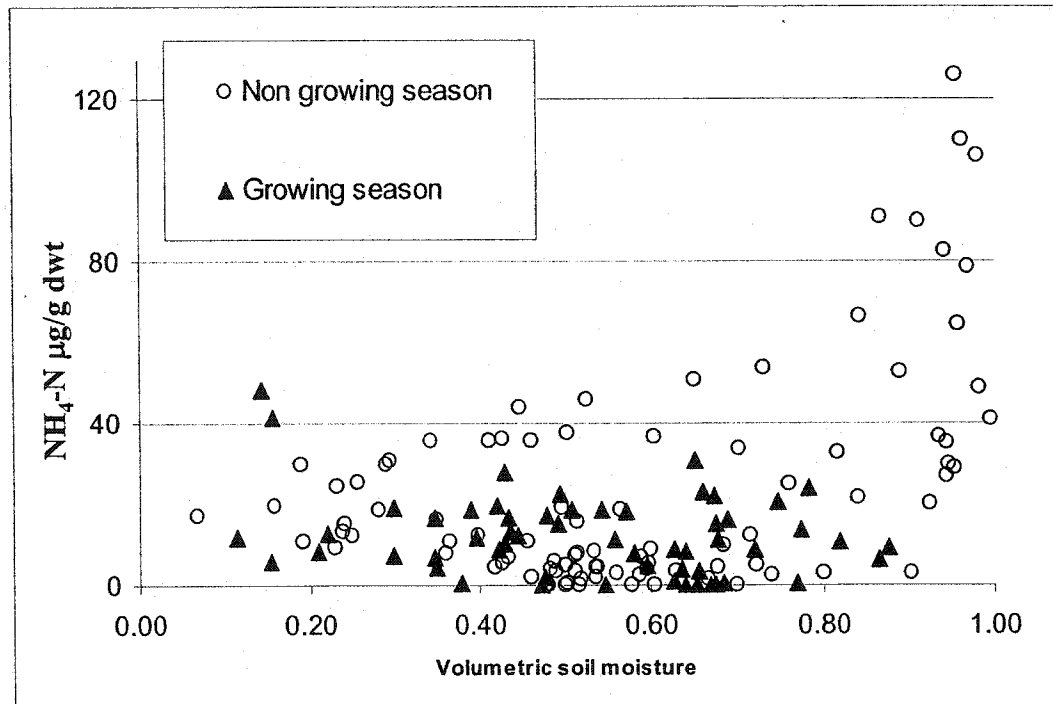 Non growing season
Growing season
NH₄-N µg/g dwt
120
80
40
0
0.00 0.20 0.40 0.60 0.80 1.00
Volumetric soil moisture